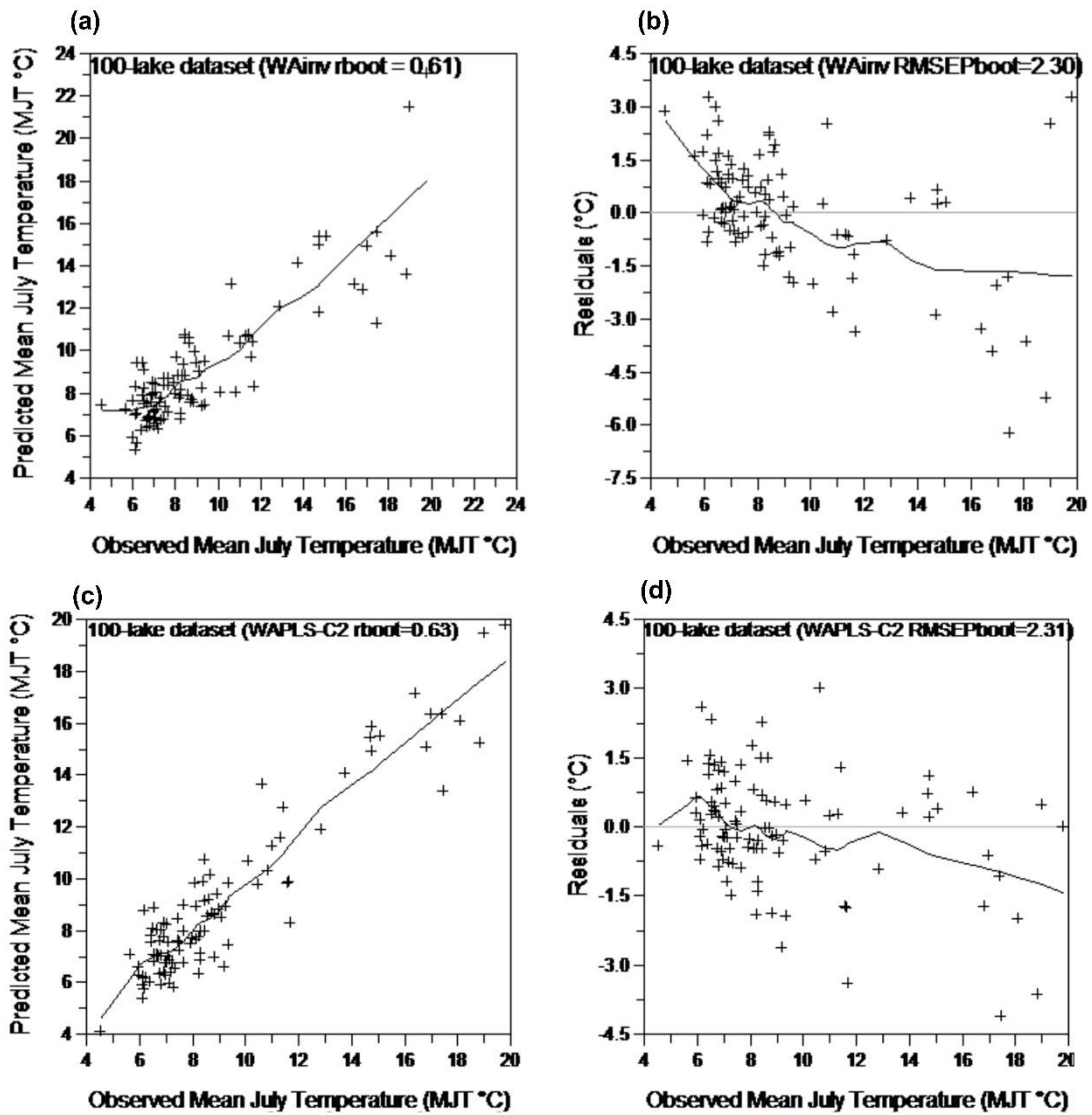 (a)
100-lake dataset (WAinv rboot = 0.61)
Predicted Mean July Temperature (MJT °C)
24
22
20
18
16
14
12
10
8
6
4
4 6 8 10 12 14 16 18 20 22 24
Observed Mean July Temperature (MJT °C)
(b)
100-lake dataset (WAinv RMSEPboot=2.30)
Residuals (°C)
4.5
3.0
1.5
0.0
-1.5
-3.0
-4.5
-6.0
-7.5
4 6 8 10 12 14 16 18 20
Observed Mean July Temperature (MJT °C)
(c)
100-lake dataset (WAPLS-C2 rboot=0.63)
Predicted Mean July Temperature (MJT °C)
20
18
16
14
12
10
8
6
4
4 6 8 10 12 14 16 18 20
Observed Mean July Temperature (MJT °C)
(d)
100-lake dataset (WAPLS-C2 RMSEPboot=2.31)
Residuals (°C)
4.5
3.0
1.5
0.0
-1.5
-3.0
-4.5
4 6 8 10 12 14 16 18 20
Observed Mean July Temperature (MJT °C)